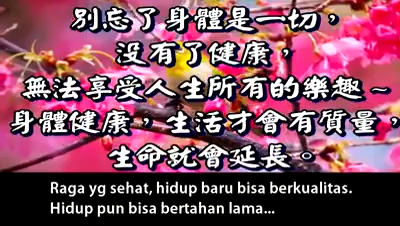 別忘了身體是一切，
没有了健康，
無法享受人生所有的樂趣~
身體健康，生活才會有質量，
生命就會延長。
Raga yg sehat, hidup baru bisa berkualitas.
Hidup pun bisa bertahan lama...